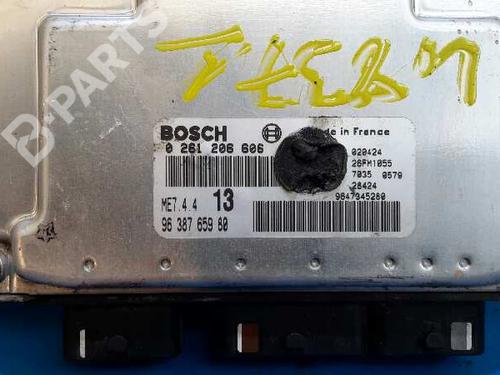 B-PARTS
BOSCH
de in France
0 261 206 606
020424
26FM1055
7035 0579
28424
9647345280
ME7.4.4 13
96 387 659 80